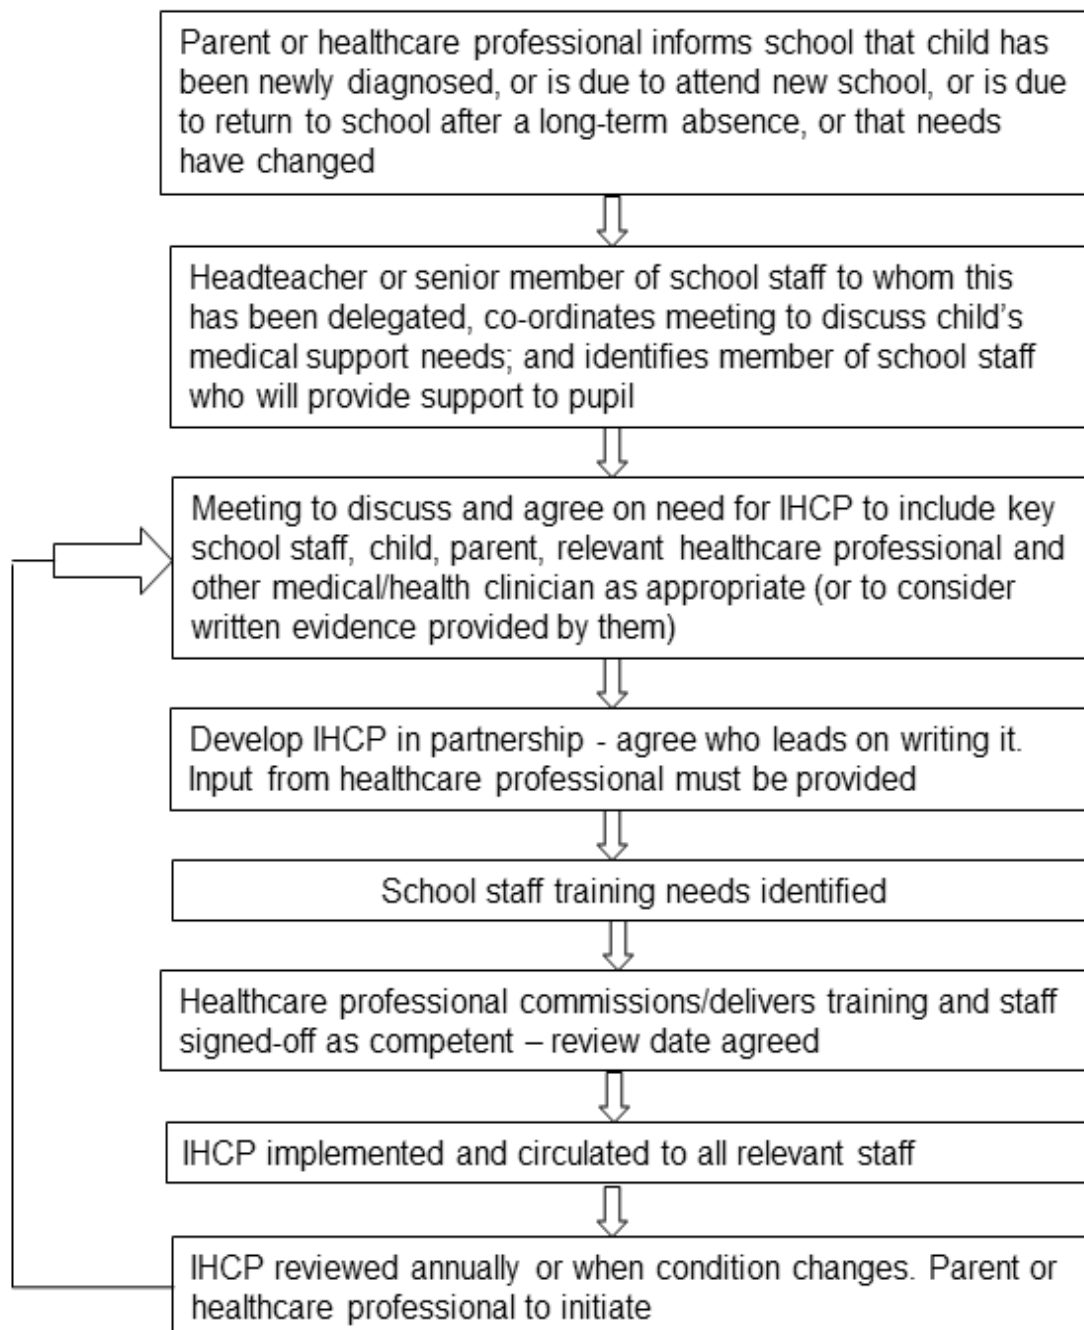 Parent or healthcare professional informs school that child has
been newly diagnosed, or is due to attend new school, or is due
to return to school after a long-term absence, or that needs
have changed
Headteacher or senior member of school staff to whom this
has been delegated, co-ordinates meeting to discuss child’s
medical support needs; and identifies member of school staff
who will provide support to pupil
Meeting to discuss and agree on need for IHCP to include key
school staff, child, parent, relevant healthcare professional and
other medical/health clinician as appropriate (or to consider
written evidence provided by them)
Develop IHCP in partnership - agree who leads on writing it.
Input from healthcare professional must be provided
School staff training needs identified
Healthcare professional commissions/delivers training and staff
signed-off as competent – review date agreed
IHCP implemented and circulated to all relevant staff
IHCP reviewed annually or when condition changes. Parent or
healthcare professional to initiate